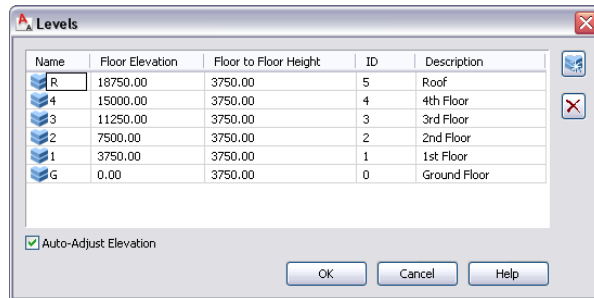 Levels
Name Floor Elevation Floor to Floor Height ID Description
R 18750.00 3750.00 5 Roof
4 15000.00 3750.00 4 4th Floor
3 11250.00 3750.00 3 3rd Floor
2 7500.00 3750.00 2 2nd Floor
1 3750.00 3750.00 1 1st Floor
G 0.00 3750.00 0 Ground Floor
Auto-Adjust Elevation
OK Cancel Help